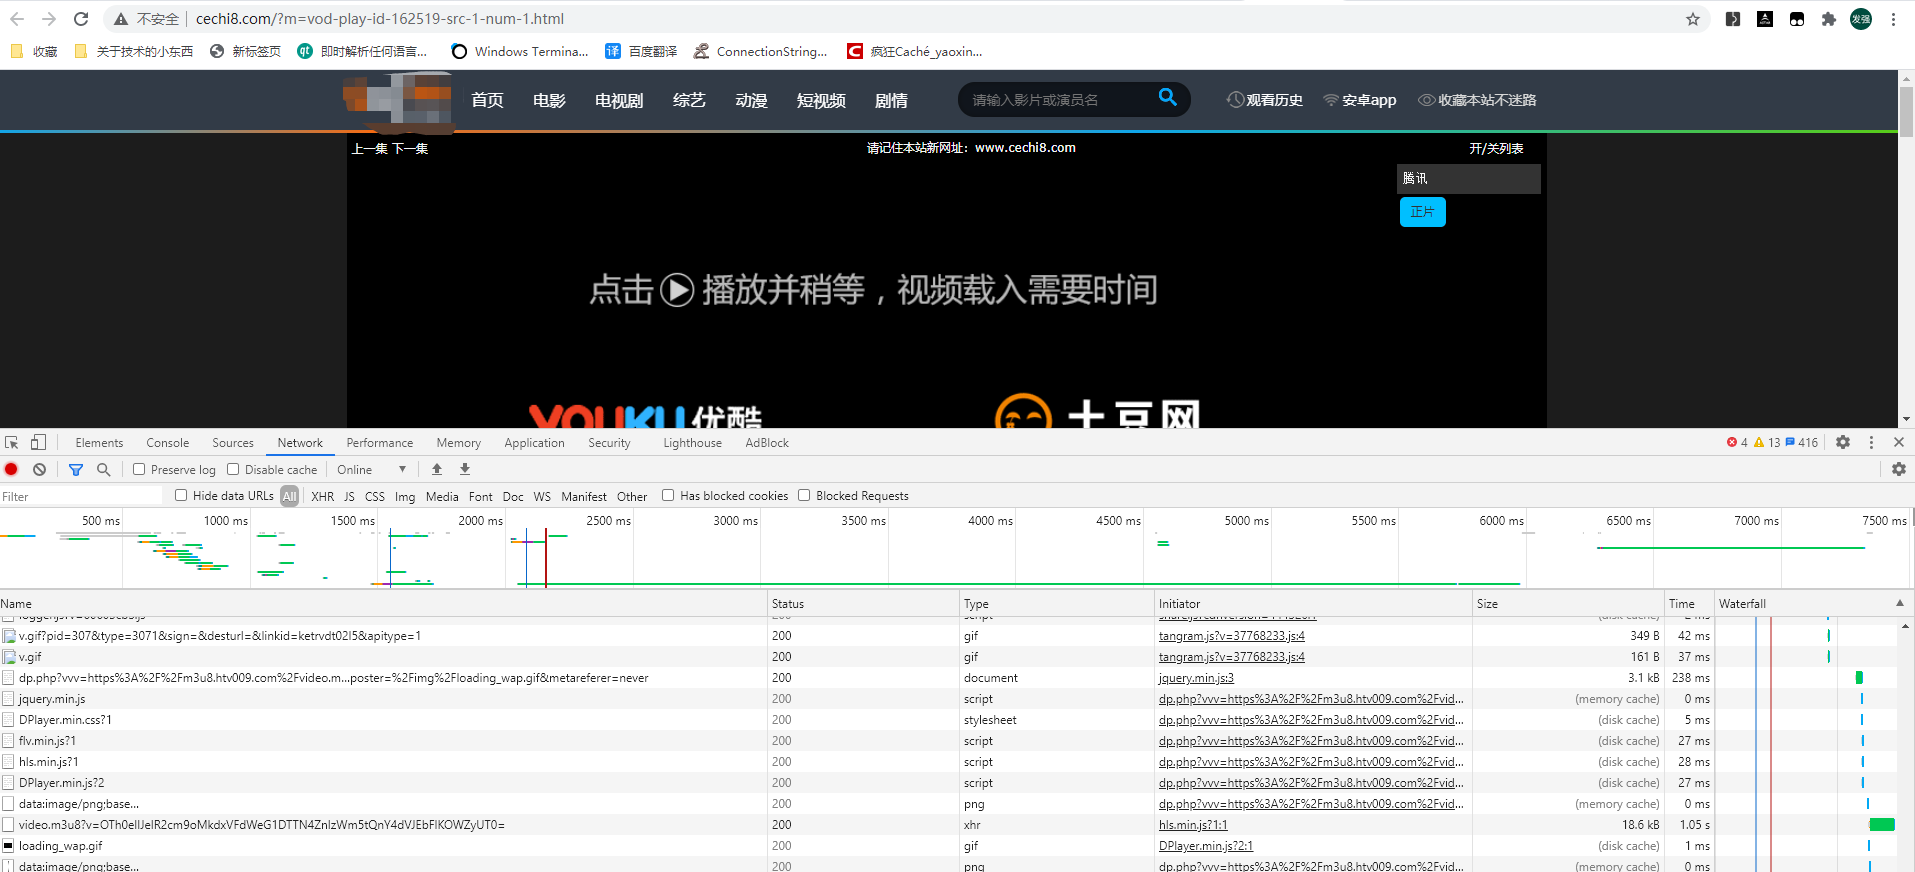 不安全 cechi8.com/?m=vod-play-id-162519-src-1-num-1.html 发强
收藏 关于技术的小东西 新标签页 即时解析任何语言... Windows Termina... 译 百度翻译 ConnectionString... 疯狂Caché_yaoxin...
首页 电影 电视剧 综艺 动漫 短视频 剧情 请输入影片或演员名 观看历史 安卓app 收藏本站不迷路
上一集 下一集 请记住本站新网址：www.cechi8.com 开/关列表
腾讯
正片
点击 播放并稍等，视频载入需要时间
YOUKU 优酷 土豆网
Elements Console Sources Network Performance Memory Application Security Lighthouse AdBlock 4 13 416
Preserve log Disable cache Online
Filter Hide data URLs All XHR JS CSS Img Media Font Doc WS Manifest Other Has blocked cookies Blocked Requests
500 ms 1000 ms 1500 ms 2000 ms 2500 ms 3000 ms 3500 ms 4000 ms 4500 ms 5000 ms 5500 ms 6000 ms 6500 ms 7000 ms 7500 ms
Name Status Type Initiator Size Time Waterfall
v.gif?pid=307&type=3071&sign=&desturl=&linkid=ketrvdt02l5&apitype=1 200 gif tangram.js?v=37768233.js:4 349 B 42 ms
v.gif 200 gif tangram.js?v=37768233.js:4 161 B 37 ms
dp.php?vvv=https%3A%2F%2Fm3u8.htv009.com%2Fvideo.m...poster=%2Fimg%2Floading_wap.gif&metareferer=never 200 document jquery.min.js:3 3.1 kB 238 ms
jquery.min.js 200 script dp.php?vvv=https%3A%2F%2Fm3u8.htv009.com%2Fvid... (memory cache) 0 ms
DPlayer.min.css?1 200 stylesheet dp.php?vvv=https%3A%2F%2Fm3u8.htv009.com%2Fvid... (disk cache) 5 ms
flv.min.js?1 200 script dp.php?vvv=https%3A%2F%2Fm3u8.htv009.com%2Fvid... (disk cache) 27 ms
hls.min.js?1 200 script dp.php?vvv=https%3A%2F%2Fm3u8.htv009.com%2Fvid... (disk cache) 28 ms
DPlayer.min.js?2 200 script dp.php?vvv=https%3A%2F%2Fm3u8.htv009.com%2Fvid... (disk cache) 27 ms
data:image/png;base... 200 png dp.php?vvv=https%3A%2F%2Fm3u8.htv009.com%2Fvid... (memory cache) 0 ms
video.m3u8?v=OTh0ellJelR2cm9oMkdxVFdWeG1DTTN4ZnlzWm5tQnY4dVJEbFlKOWZyUT0= 200 xhr hls.min.js?1:1 18.6 kB 1.05 s
loading_wap.gif 200 gif DPlayer.min.js?2:1 (disk cache) 1 ms
data:image/png;base... 200 png dp.php?vvv=https%3A%2F%2Fm3u8.htv009.com%2Fvid... (memory cache) 0 ms